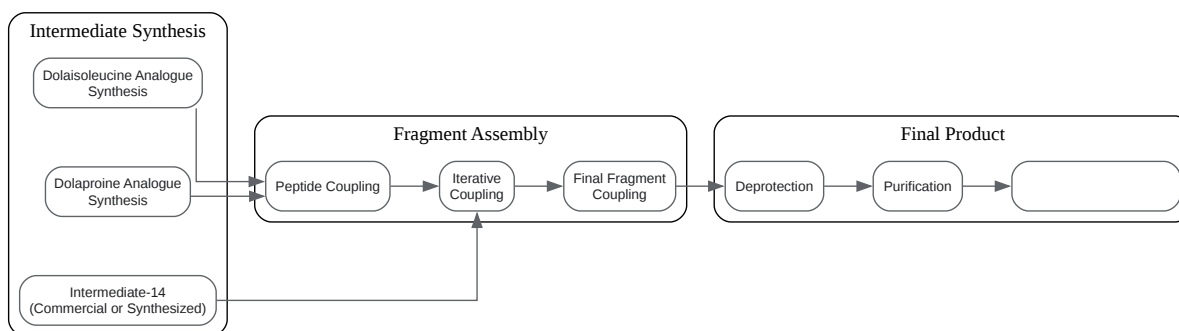 Intermediate Synthesis
Dolaisoleucine Analogue
Synthesis
Dolaproine Analogue
Synthesis
Intermediate-14
(Commercial or Synthesized)
Fragment Assembly
Peptide Coupling
Iterative
Coupling
Final Fragment
Coupling
Final Product
Deprotection
Purification